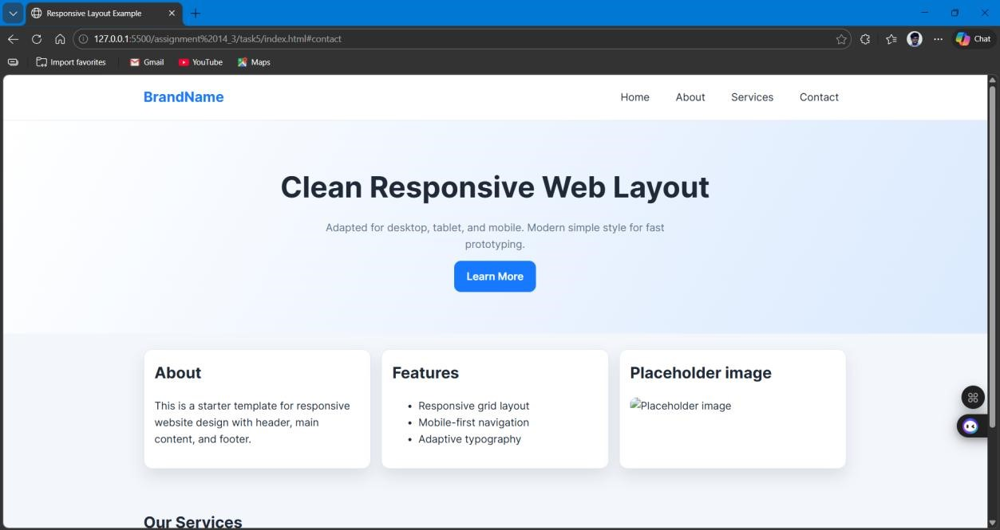 Responsive Layout Example
127.0.0.1:5500/assignment%2014_3/task5/index.html#contact
Chat
Import favorites
Gmail
YouTube
Maps
BrandName
Home
About
Services
Contact
Clean Responsive Web Layout
Adapted for desktop, tablet, and mobile. Modern simple style for fast
prototyping.
Learn More
About
This is a starter template for responsive
website design with header, main
content, and footer.
Features
• Responsive grid layout
• Mobile-first navigation
• Adaptive typography
Placeholder image
Placeholder image
Our Services